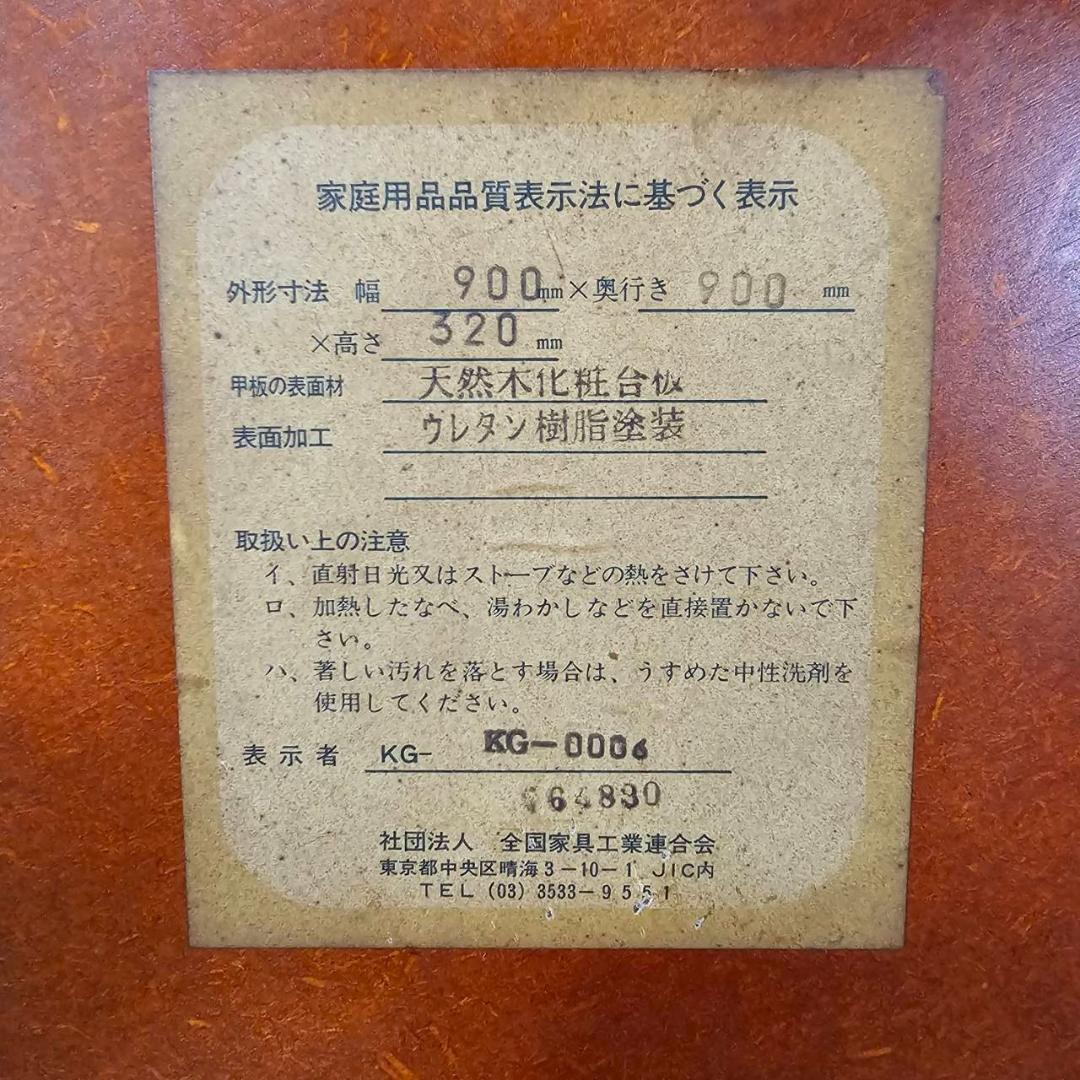 家庭用品品質表示法に基づく表示
外形寸法 幅 900mm×奥行き 900 mm
×高さ 320 mm
甲板の表面材 天然木化粧合板
表面加工 ウレタン樹脂塗装
取扱い上の注意
イ、直射日光又はストーブなどの熱をさけて下さい。
ロ、加熱したなべ、湯わかしなどを直接置かないで下
さい。
ハ、著しい汚れを落とす場合は、うすめた中性洗剤を
使用してください。
表示者 KG- KG-0006
社団法人 全国家具工業連合会
東京都中央区晴海3-10-1 JIC内
TEL (03) 3533-9551